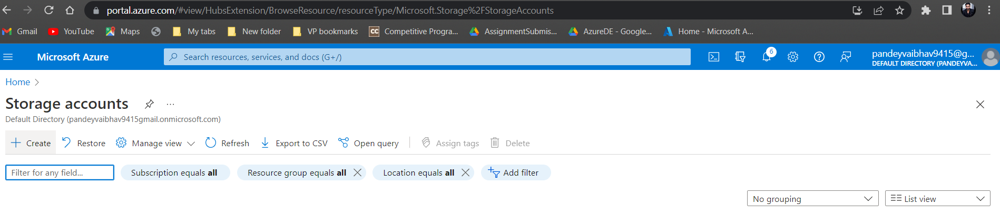 portal.azure.com/#view/HubsExtension/BrowseResource/resourceType/Microsoft.Storage%2FStorageAccounts
Gmail YouTube Maps My tabs New folder VP bookmarks CC Competitive Progra... AssignmentSubmis... AzureDE - Google... Home - Microsoft A...
Microsoft Azure Search resources, services, and docs (G+/) 6 pandeyvaibhav9415@g...
DEFAULT DIRECTORY (PANDEYVA...
Home >
Storage accounts ...
Default Directory (pandeyvaibhav9415gmail.onmicrosoft.com)
Create Restore Manage view Refresh Export to CSV Open query Assign tags Delete
Filter for any field... Subscription equals all Resource group equals all Location equals all Add filter
No grouping List view